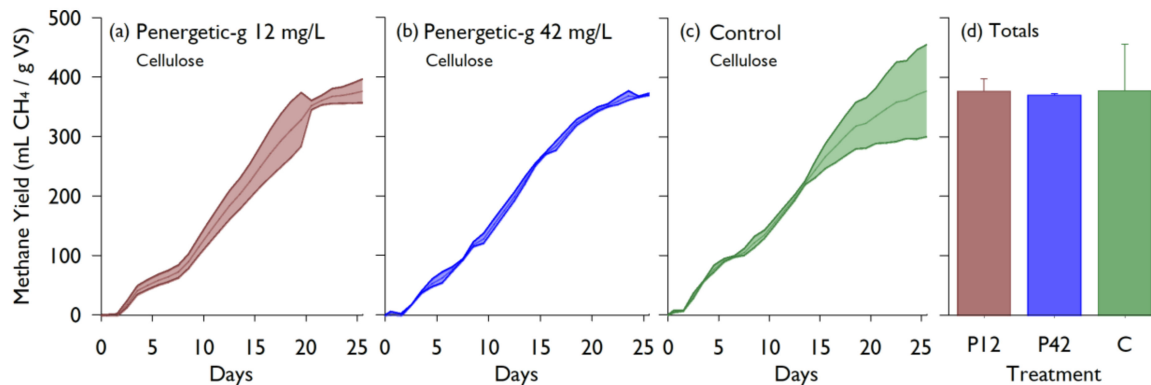 Methane Yield (mL CH₄ / g VS)
500
400
300
200
100
0
(a) Penergetic-g 12 mg/L
Cellulose
0 5 10 15 20 25
Days
(b) Penergetic-g 42 mg/L
Cellulose
0 5 10 15 20 25
Days
(c) Control
Cellulose
0 5 10 15 20 25
Days
(d) Totals
P12 P42 C
Treatment